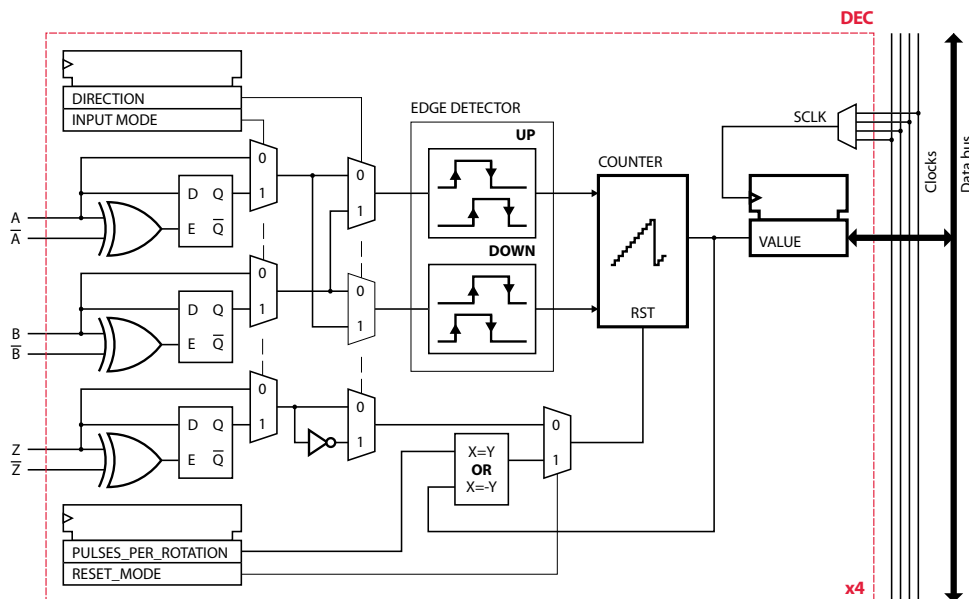 DEC
DIRECTION
INPUT MODE
EDGE DETECTOR
UP
SCLK
0
1
0
1
COUNTER
Clocks
Data bus
D Q
E Q̅
A
A̅
VALUE
DOWN
0
1
0
1
RST
D Q
E Q̅
B
B̅
0
1
0
1
0
1
D Q
E Q̅
Z
Z̅
X=Y
OR
X=-Y
PULSES_PER_ROTATION
RESET_MODE
x4